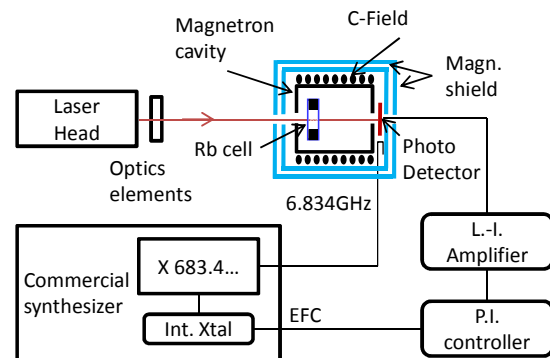 C-Field
Magnetron
cavity
Magn.
shield
Laser
Head
Rb cell
Photo
Detector
Optics
elements
6.834GHz
L.-I.
Amplifier
X 683.4...
Commercial
synthesizer
Int. Xtal
EFC
P.I.
controller